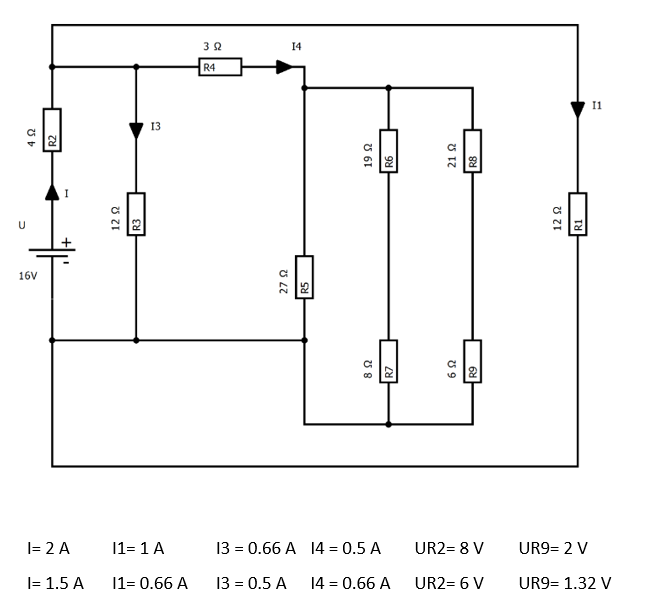 3 Ω
I4
R4
I1
4 Ω
R2
I3
19 Ω
R6
21 Ω
R8
I
12 Ω
R3
12 Ω
R1
U
+
-
16V
27 Ω
R5
8 Ω
R7
6 Ω
R9
I= 2 A I1= 1 A I3 = 0.66 A I4 = 0.5 A UR2= 8 V UR9= 2 V
I= 1.5 A I1= 0.66 A I3 = 0.5 A I4 = 0.66 A UR2= 6 V UR9= 1.32 V